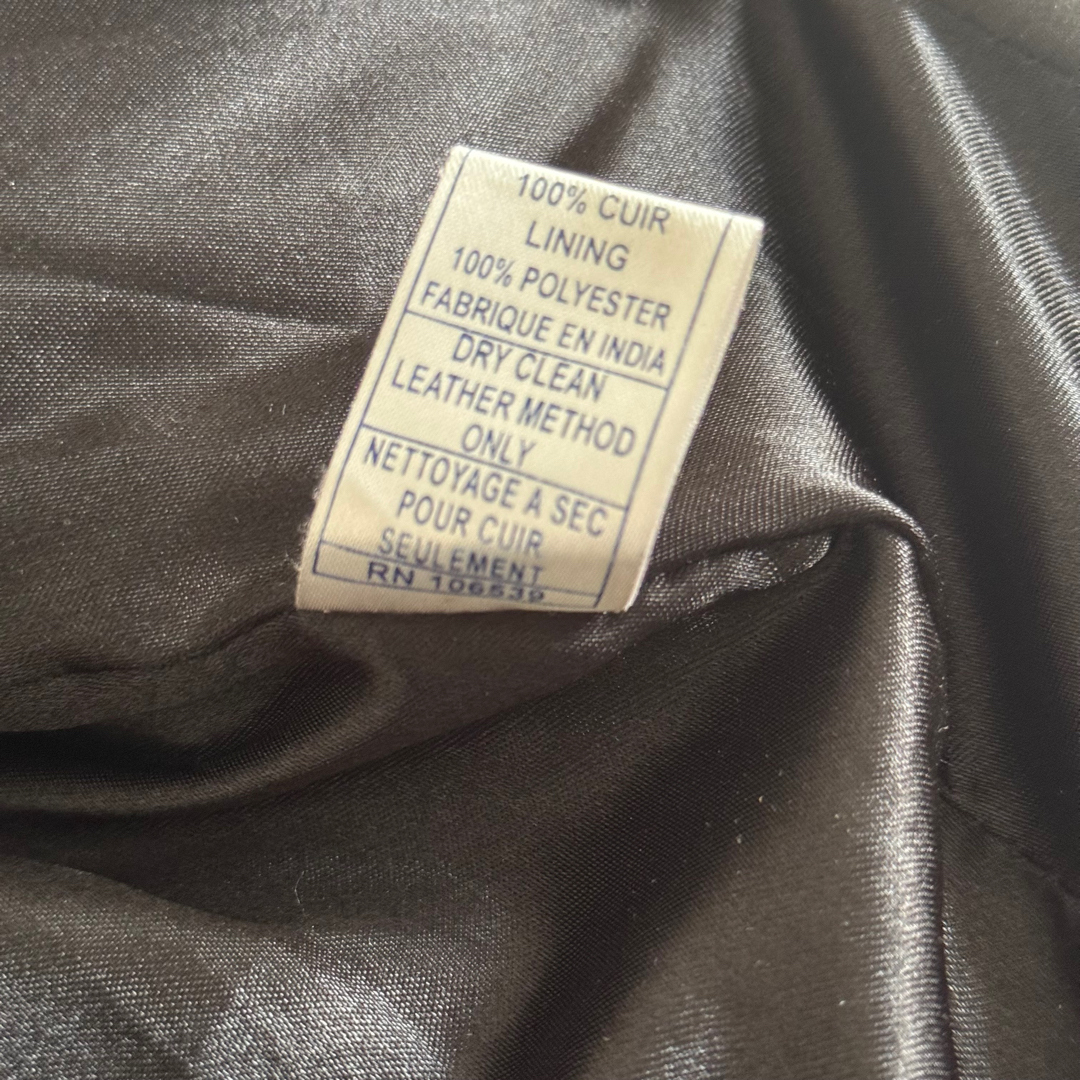 100% CUIR
LINING
100% POLYESTER
FABRIQUE EN INDIA
DRY CLEAN
LEATHER METHOD
ONLY
NETTOYAGE A SEC
POUR CUIR
SEULEMENT
RN 106539